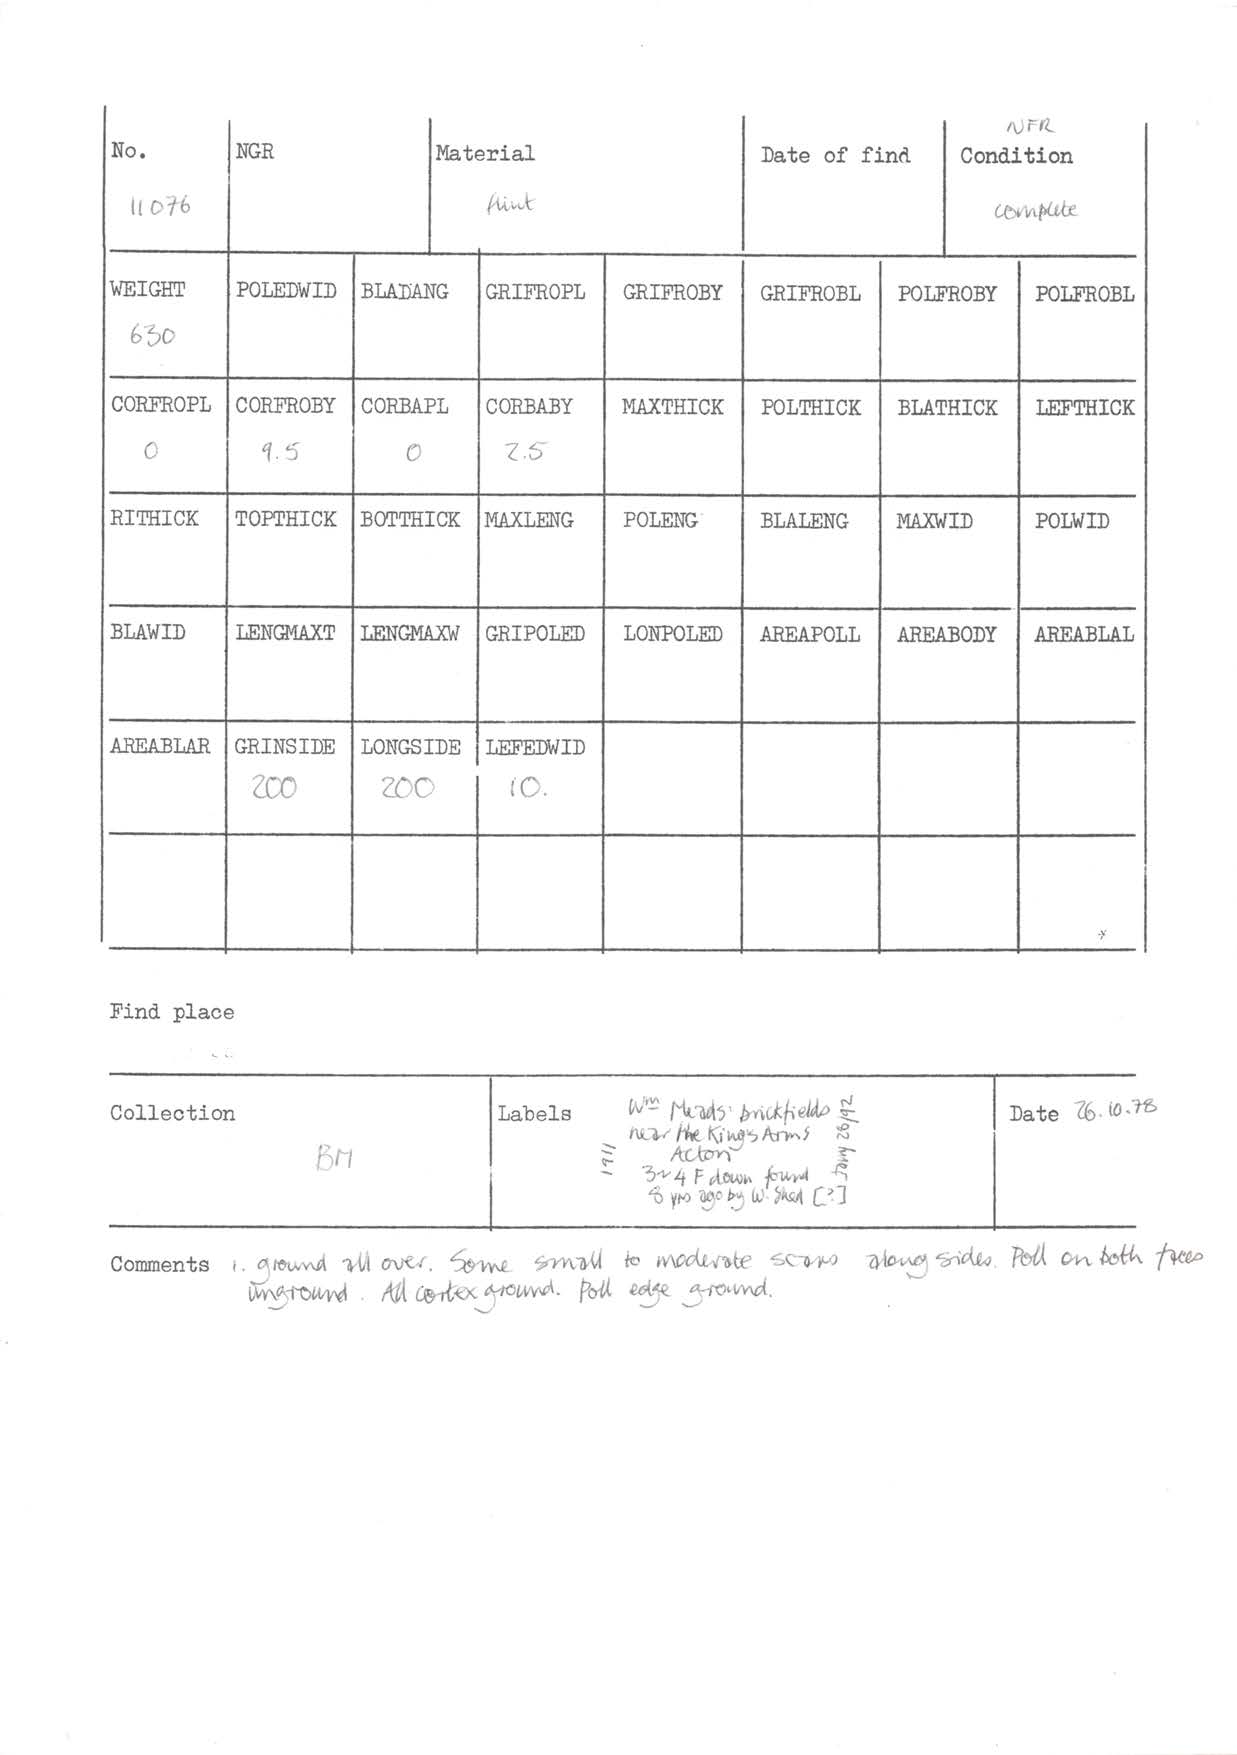 NFR
No. NGR Material Date of find Condition
11076 flint complete
WEIGHT POLEDWID BLADANG GRIFROPL GRIFROBY GRIFROBL POLFROBY POLFROBL
630
CORFROPL CORFROBY CORBAPL CORBABY MAXTHICK POLTHICK BLATHICK LEFTHICK
0 9.5 0 2.5
RITHICK TOPTHICK BOTTHICK MAXLENG POLENG BLALENG MAXWID POLWID
BLAWID LENGMAXT LENGMAXW GRIPOLED LONPOLED AREAPOLL AREABODY AREABLAL
AREABLAR GRINSIDE LONGSIDE LEFEDWID
200 200 10.
Find place
Collection
BM
Labels
Wm Meads' brickfields
near the King's Arms
Acton
3~4 F down found
8 yrs ago by W. Shed [?]
1911
Date 26.10.78
Comments 1. ground all over. Some small to moderate scars along sides. Poll on both faces
unground. All cortex ground. Poll edge ground.